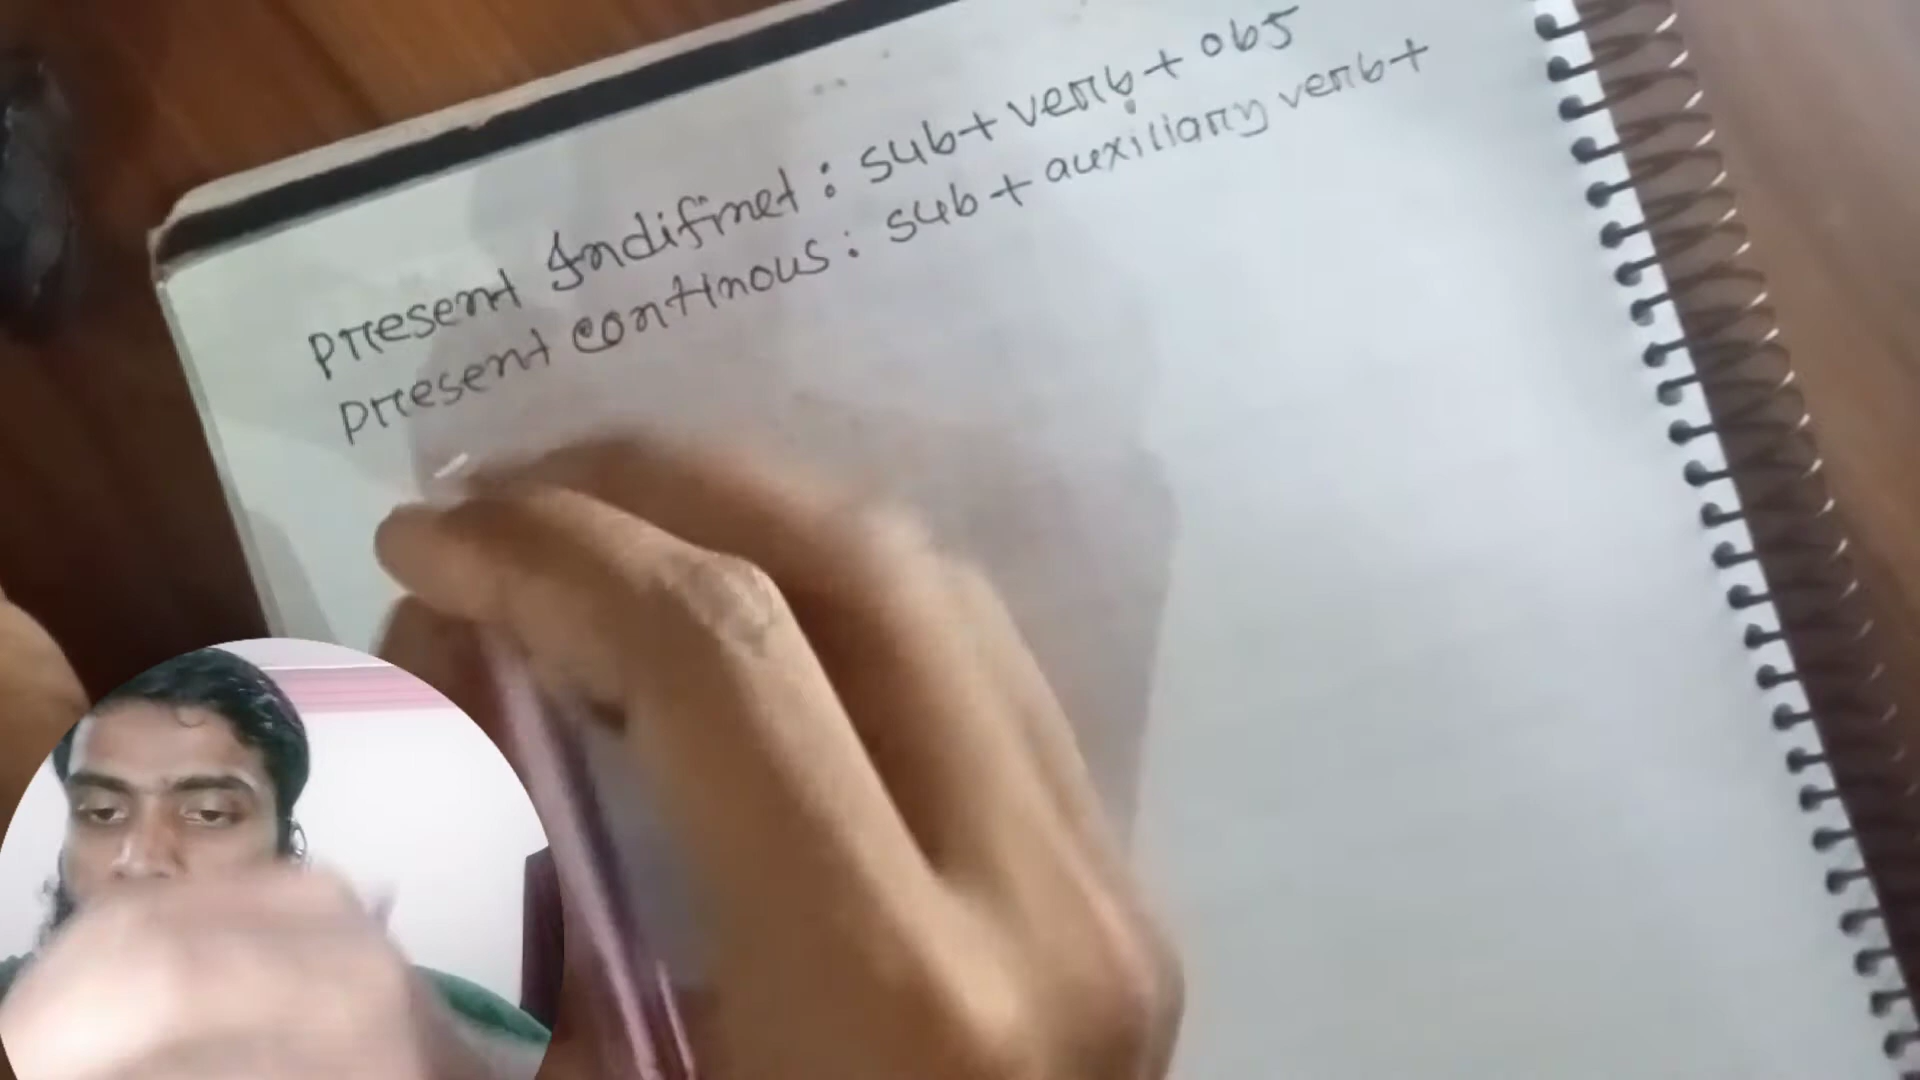 Present Indifinet : sub + verb + obj
Present continous : sub + auxiliary verb +